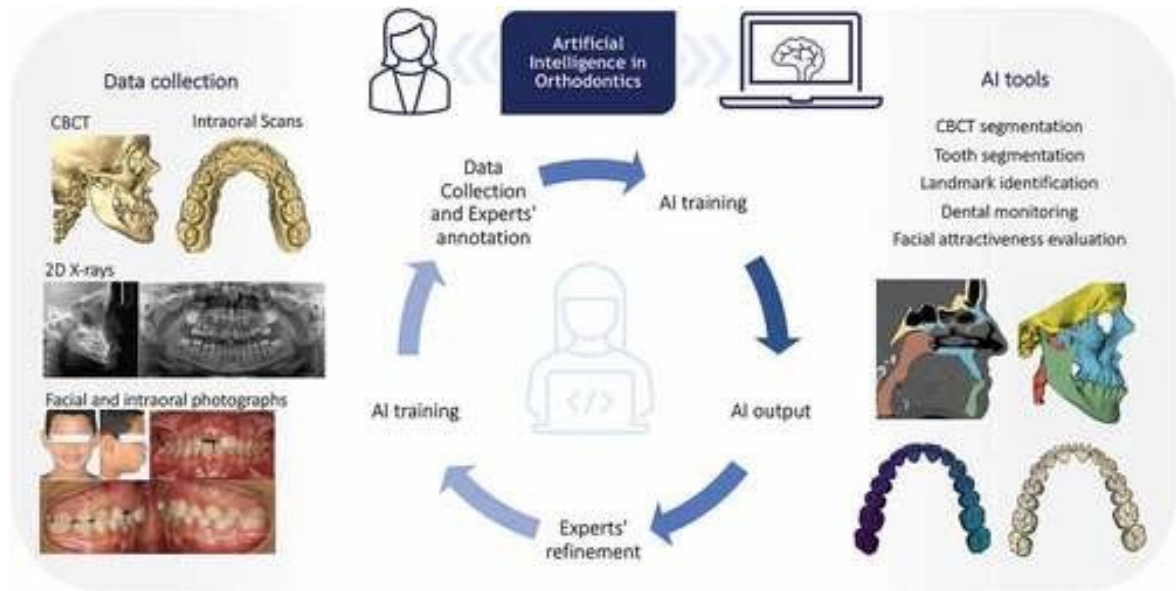 Artificial
Intelligence in
Orthodontics
Data collection
CBCT
Intraoral Scans
2D X-rays
Facial and intraoral photographs
Data
Collection
and Experts'
annotation
AI training
AI output
Experts'
refinement
AI training
</>
AI tools
CBCT segmentation
Tooth segmentation
Landmark identification
Dental monitoring
Facial attractiveness evaluation